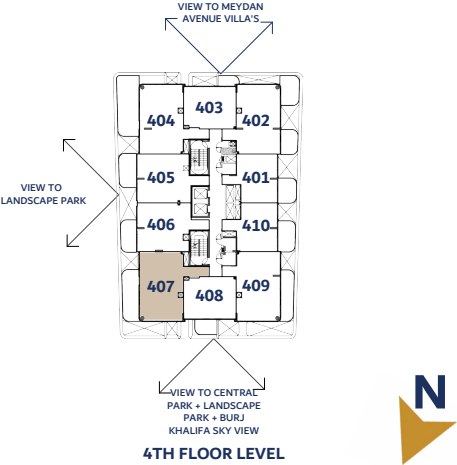 VIEW TO MEYDAN
AVENUE VILLA'S
403
404
402
405
401
VIEW TO
LANDSCAPE PARK
406
410
407
409
408
VIEW TO CENTRAL
PARK + LANDSCAPE
PARK + BURJ
KHALIFA SKY VIEW
4TH FLOOR LEVEL
N